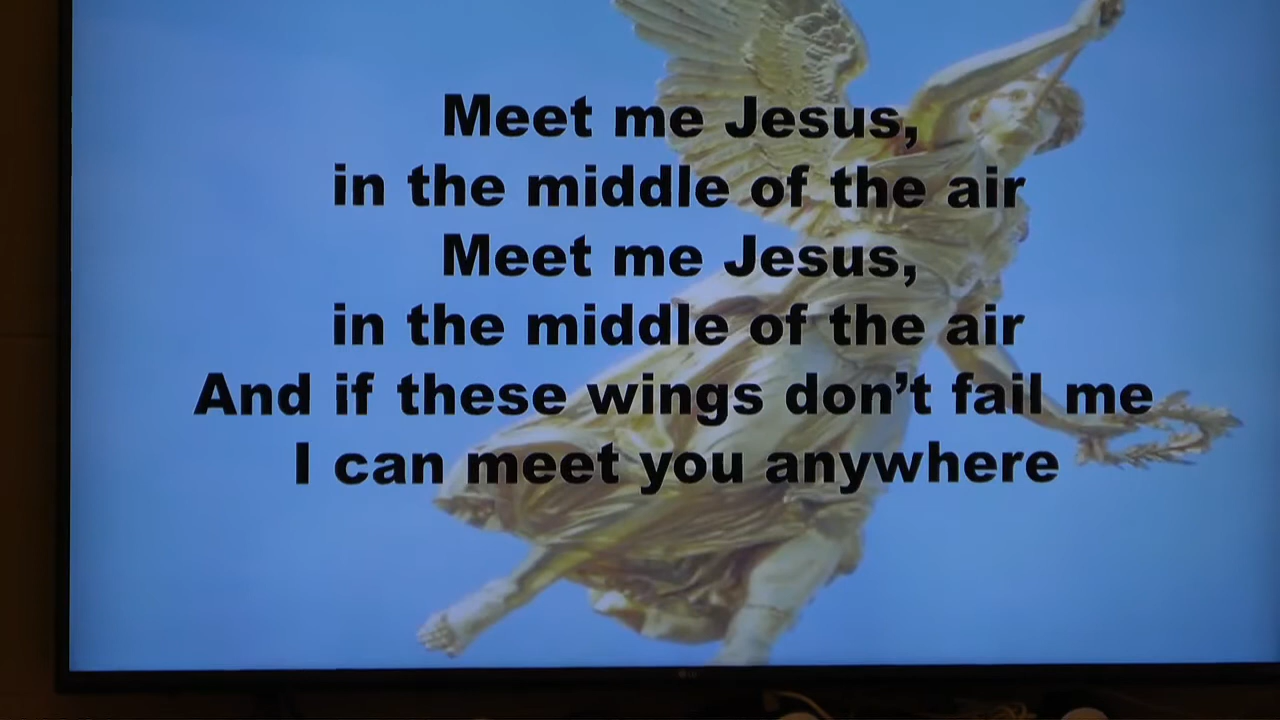 Meet me Jesus,
in the middle of the air
Meet me Jesus,
in the middle of the air
And if these wings don’t fail me
I can meet you anywhere